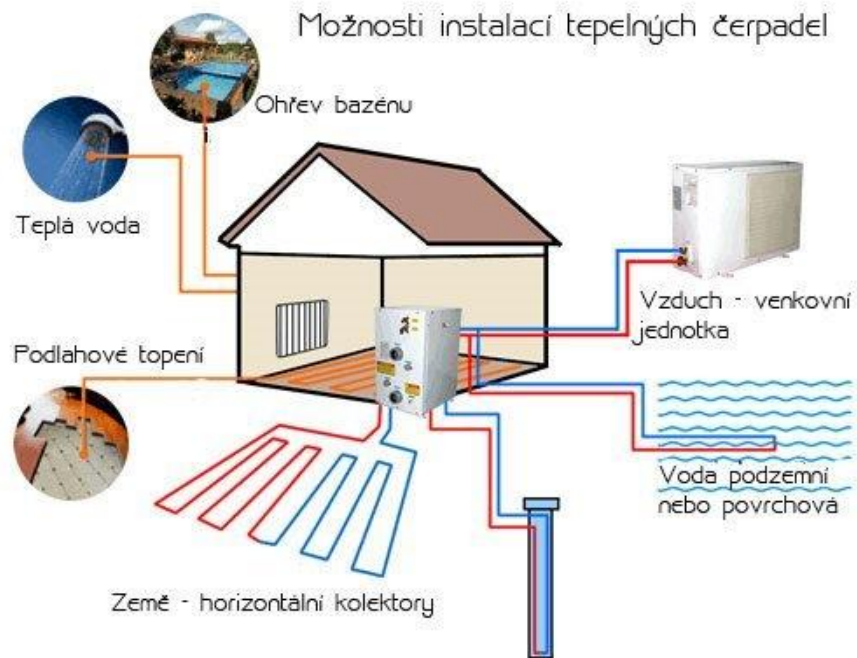 Možnosti instalací tepelných čerpadel
Ohřev bazénu
Teplá voda
Vzduch - venkovní
jednotka
Podlahové topení
Voda podzemní
nebo povrchová
Země - horizontální kolektory